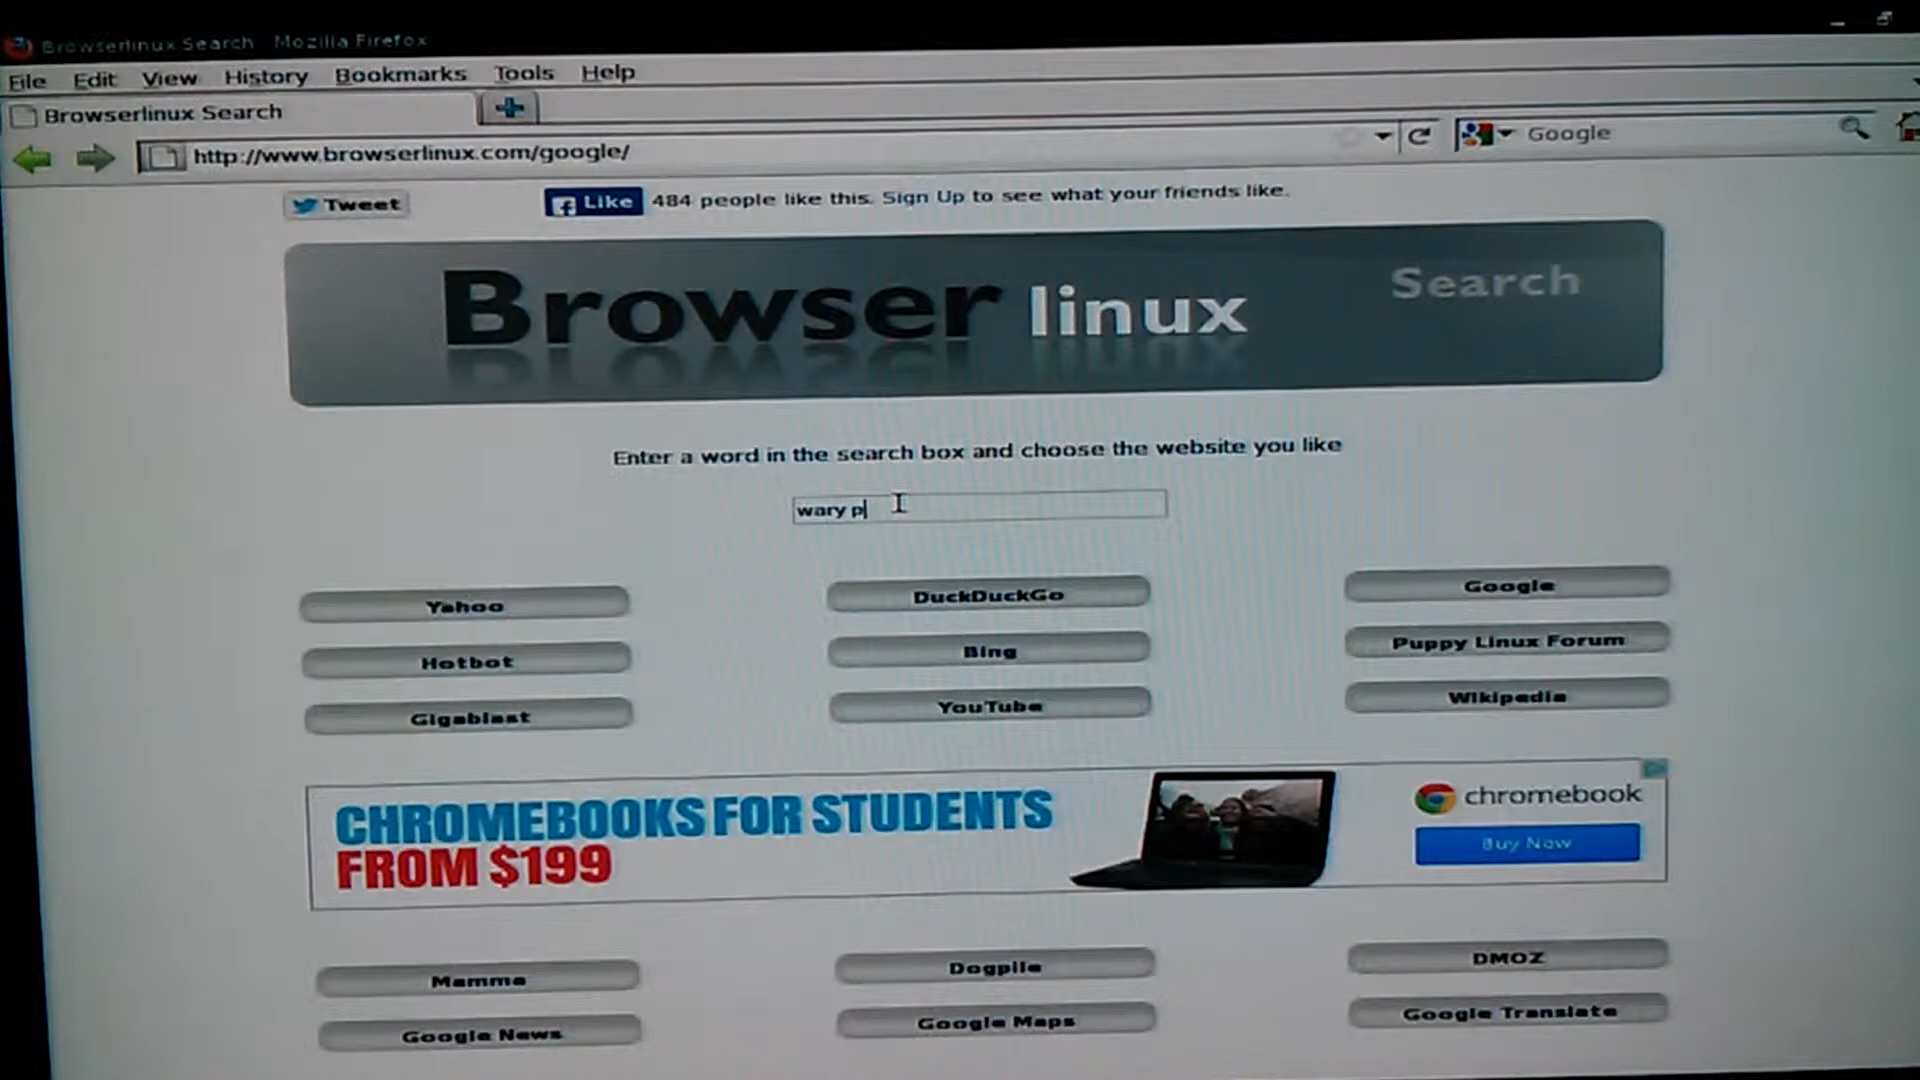 Browserlinux Search Mozilla Firefox
File Edit View History Bookmarks Tools Help
Browserlinux Search
http://www.browserlinux.com/google/ Google
Tweet Like 484 people like this. Sign Up to see what your friends like.
Browser linux Search
Enter a word in the search box and choose the website you like
wary p
Yahoo DuckDuckGo Google
Hotbot Bing Puppy Linux Forum
Gigablast YouTube Wikipedia
CHROMEBOOKS FOR STUDENTS
FROM $199
chromebook
Buy Now
Mamma Dogpile DMOZ
Google News Google Maps Google Translate